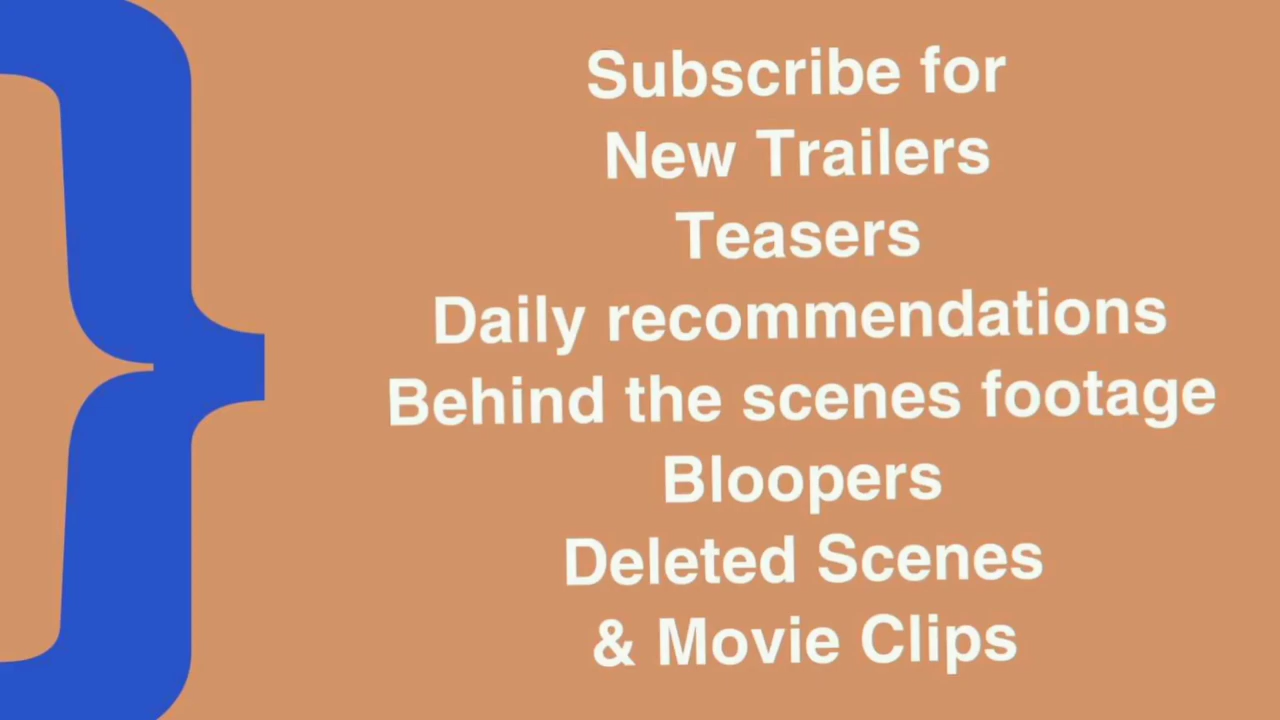 Subscribe for
New Trailers
Teasers
Daily recommendations
Behind the scenes footage
Bloopers
Deleted Scenes
& Movie Clips